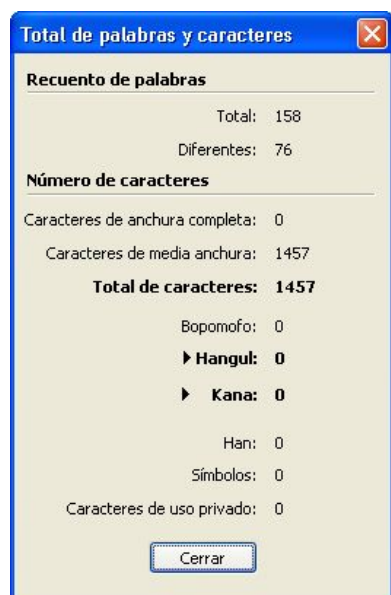 Total de palabras y caracteres
Recuento de palabras
Total: 158
Diferentes: 76
Número de caracteres
Caracteres de anchura completa: 0
Caracteres de media anchura: 1457
Total de caracteres: 1457
Bopomofo: 0
Hangul: 0
Kana: 0
Han: 0
Símbolos: 0
Caracteres de uso privado: 0
Cerrar